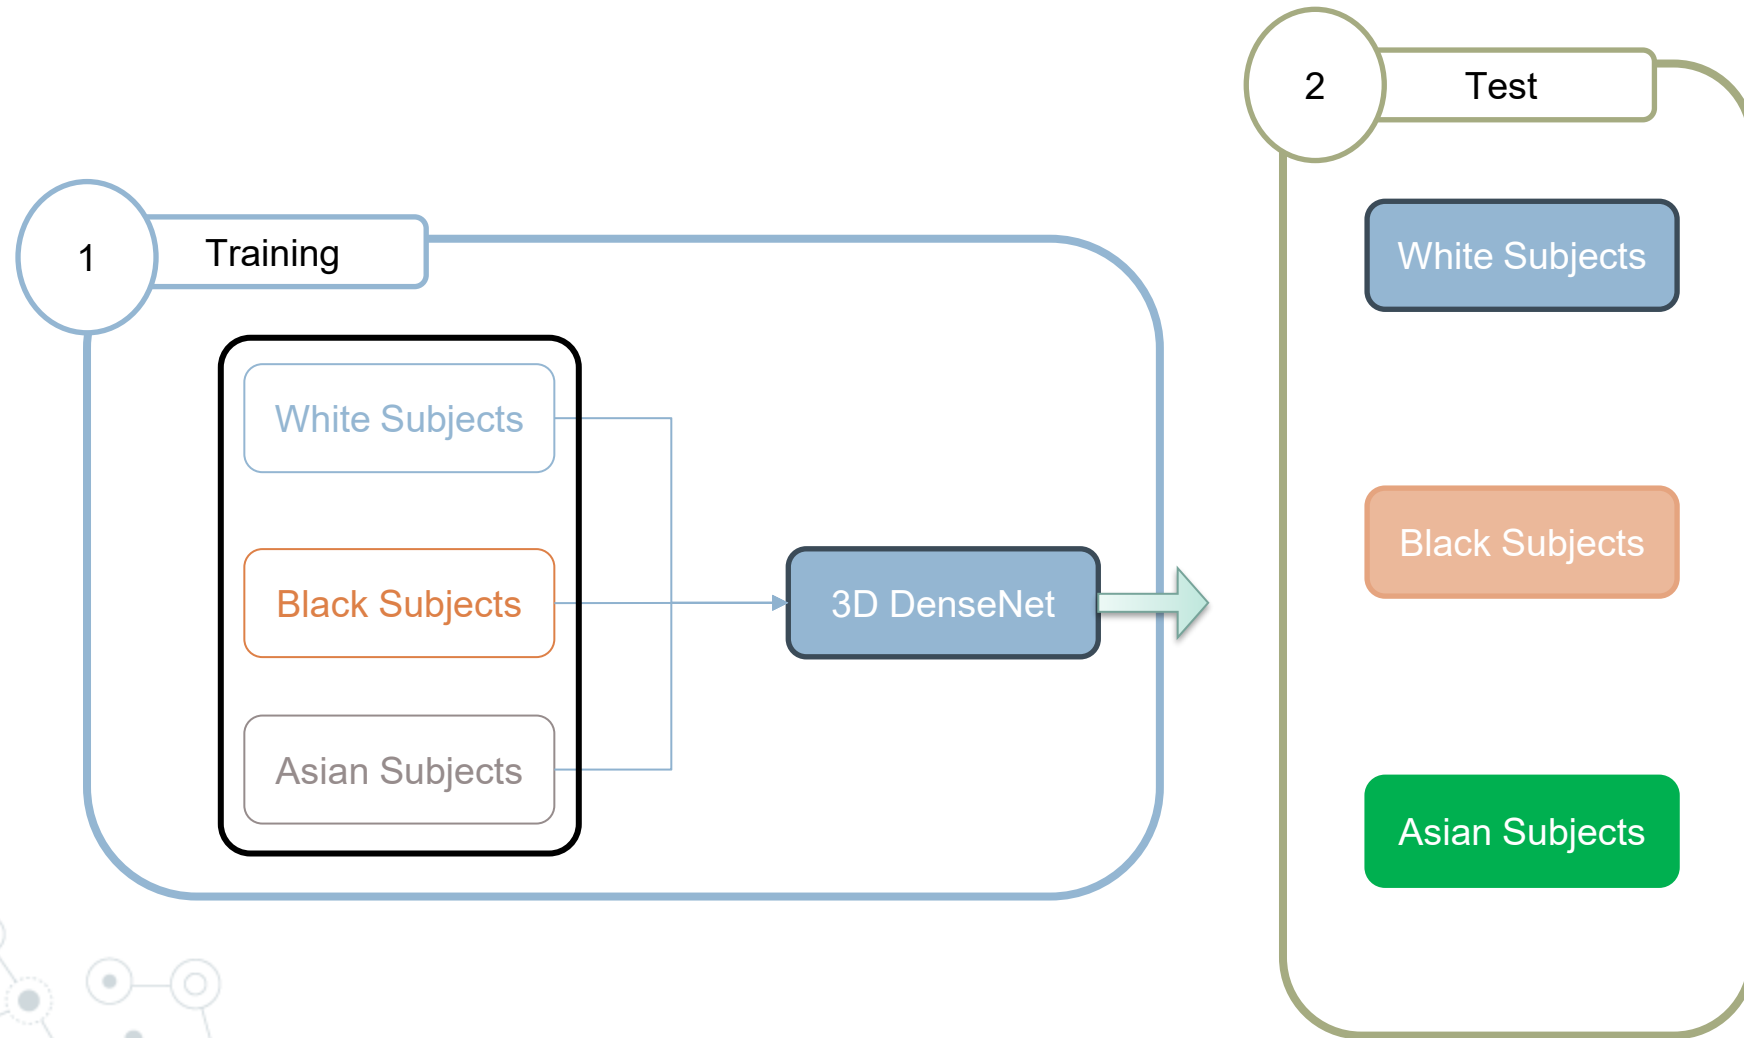 1
Training
White Subjects
Black Subjects
Asian Subjects
3D DenseNet
2
Test
White Subjects
Black Subjects
Asian Subjects